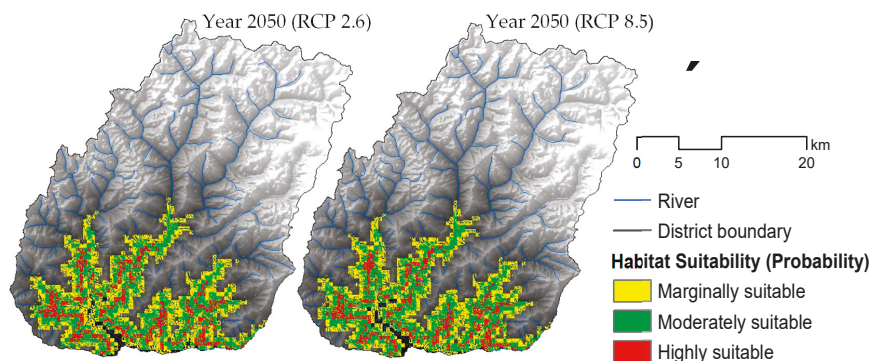 Year 2050 (RCP 2.6)
Year 2050 (RCP 8.5)
km
0 5 10 20
River
District boundary
Habitat Suitability (Probability)
Marginally suitable
Moderately suitable
Highly suitable